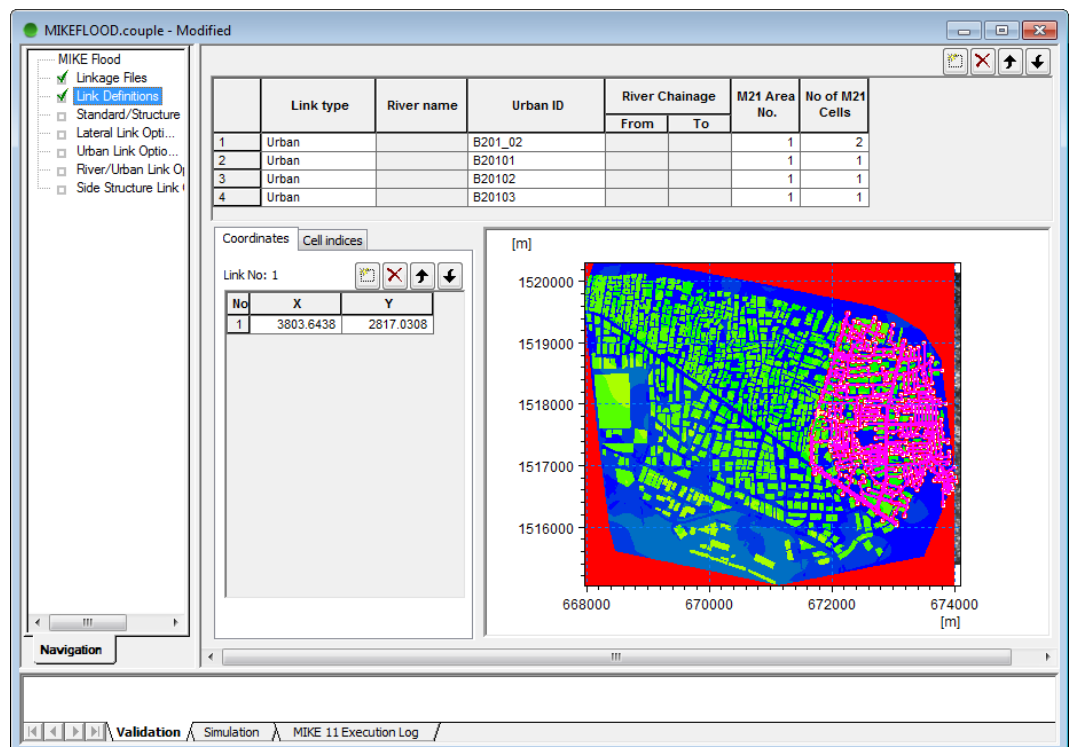 MIKEFLOOD.couple - Modified
MIKE Flood
Linkage Files
Link Definitions
Standard/Structure
Lateral Link Opti...
Urban Link Optio...
River/Urban Link O
Side Structure Link
Link type River name Urban ID River Chainage M21 Area No. No of M21 Cells
From To
1 Urban B201_02 1 2
2 Urban B20101 1 1
3 Urban B20102 1 1
4 Urban B20103 1 1
Coordinates Cell indices
Link No: 1
No X Y
1 3803.6438 2817.0308
[m]
1520000
1519000
1518000
1517000
1516000
668000 670000 672000 674000
[m]
Navigation
Validation Simulation MIKE 11 Execution Log